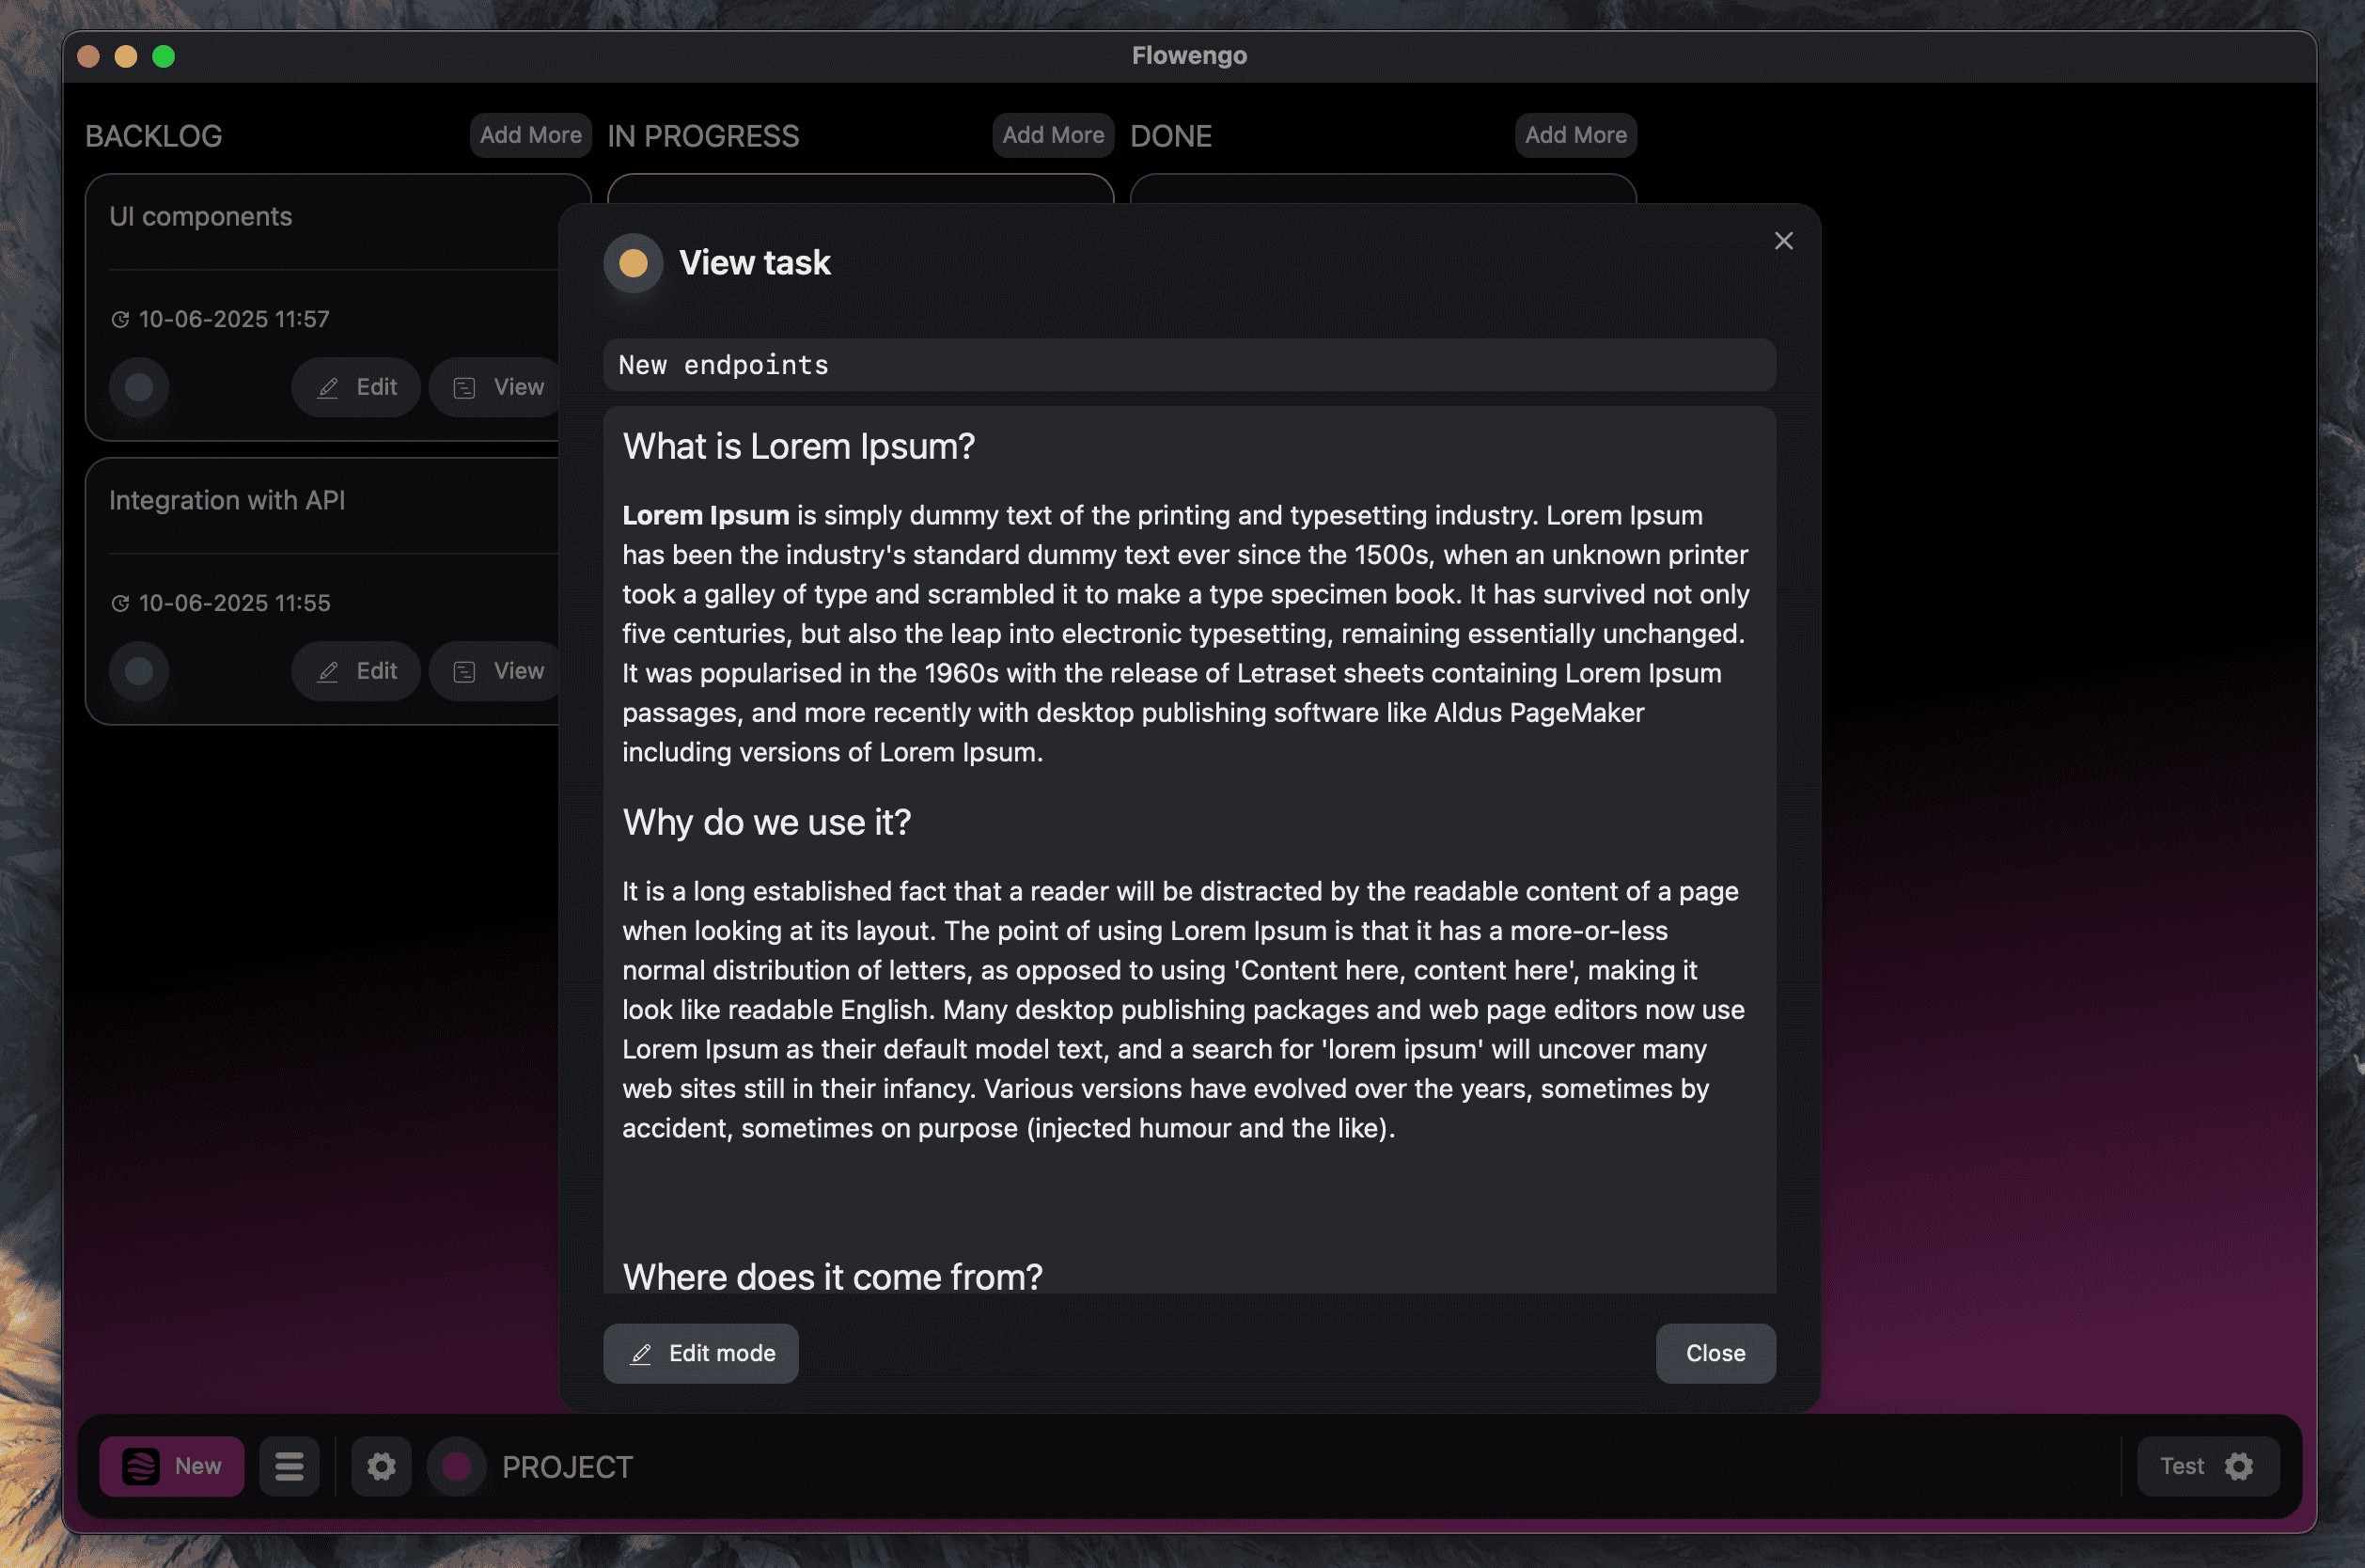 Flowengo
BACKLOG
Add More
IN PROGRESS
Add More
DONE
Add More
UI components
10-06-2025 11:57
Edit
View
Integration with API
10-06-2025 11:55
Edit
View
View task
New endpoints
What is Lorem Ipsum?
Lorem Ipsum is simply dummy text of the printing and typesetting industry. Lorem Ipsum
has been the industry's standard dummy text ever since the 1500s, when an unknown printer
took a galley of type and scrambled it to make a type specimen book. It has survived not only
five centuries, but also the leap into electronic typesetting, remaining essentially unchanged.
It was popularised in the 1960s with the release of Letraset sheets containing Lorem Ipsum
passages, and more recently with desktop publishing software like Aldus PageMaker
including versions of Lorem Ipsum.
Why do we use it?
It is a long established fact that a reader will be distracted by the readable content of a page
when looking at its layout. The point of using Lorem Ipsum is that it has a more-or-less
normal distribution of letters, as opposed to using 'Content here, content here', making it
look like readable English. Many desktop publishing packages and web page editors now use
Lorem Ipsum as their default model text, and a search for 'lorem ipsum' will uncover many
web sites still in their infancy. Various versions have evolved over the years, sometimes by
accident, sometimes on purpose (injected humour and the like).
Where does it come from?
Edit mode
Close
New
PROJECT
Test